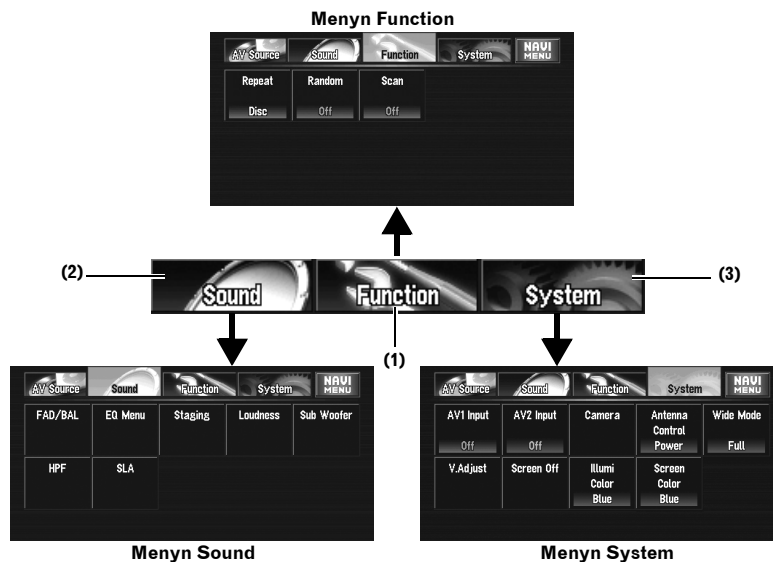 Menyn Function
AV Source Sound Function System NAVI MENU
Repeat Random Scan
Disc Off Off
(2) Sound Function System (3)
(1)
AV Source Sound Function System NAVI MENU
FAD/BAL EQ Menu Staging Loudness Sub Woofer
HPF SLA
Menyn Sound
AV Source Sound Function System NAVI MENU
AV1 Input AV2 Input Camera Antenna Control Power Wide Mode
Off Off Full
V.Adjust Screen Off Illumi Color Blue Screen Color Blue
Menyn System